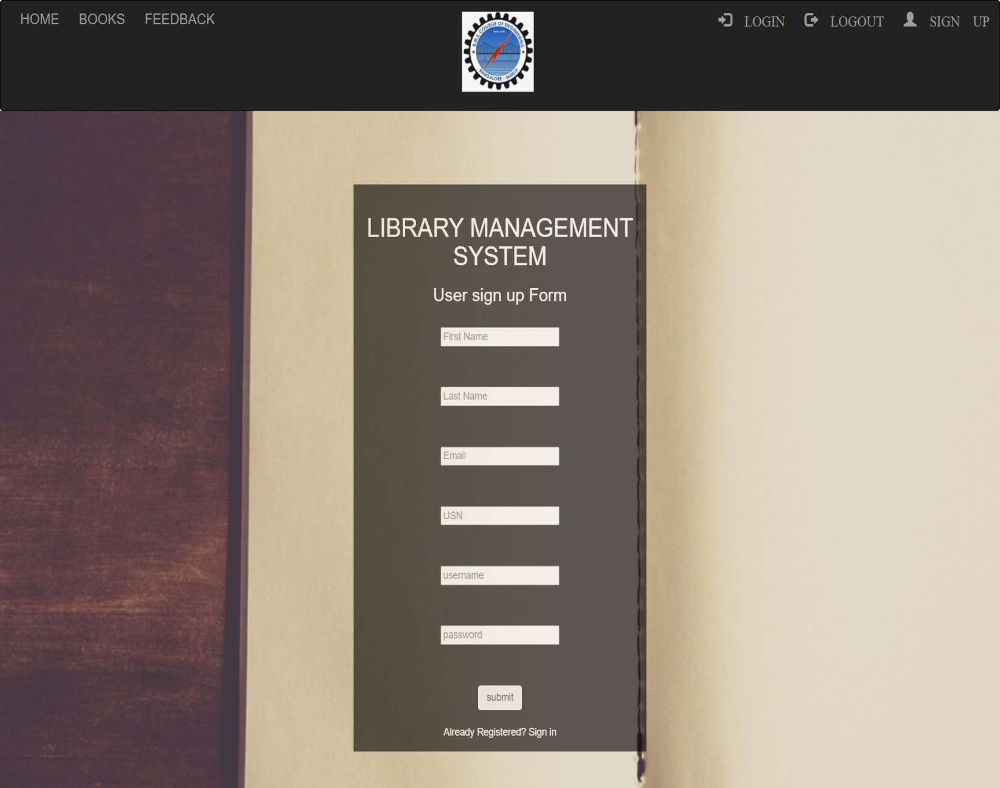 HOME BOOKS FEEDBACK
B.M.S. COLLEGE OF ENGINEERING
BANGALORE - 560019
LOGIN LOGOUT SIGN UP
LIBRARY MANAGEMENT
SYSTEM
User sign up Form
First Name
Last Name
Email
USN
username
password
submit
Already Registered? Sign in